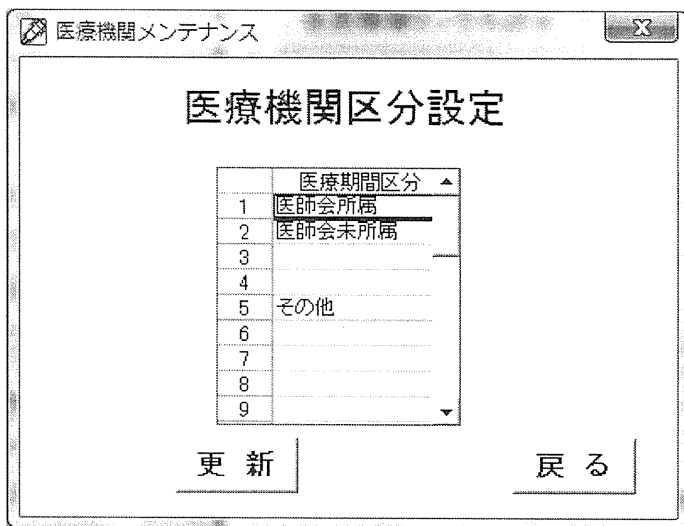 医療機関メンテナンス
医療機関区分設定
医療期間区分
1 医師会所属
2 医師会未所属
3
4
5 その他
6
7
8
9
更 新
戻 る